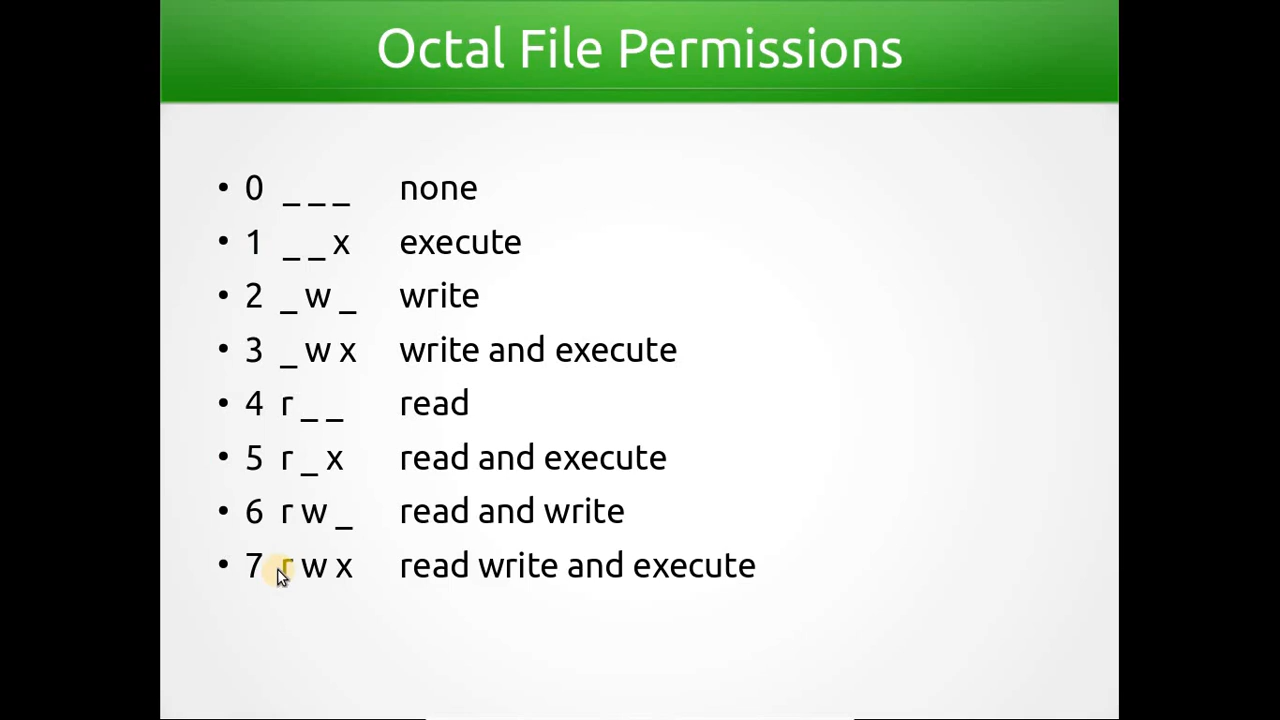 Octal File Permissions
• 0 _ _ _ none
• 1 _ _ x execute
• 2 _ w _ write
• 3 _ w x write and execute
• 4 r _ _ read
• 5 r _ x read and execute
• 6 r w _ read and write
• 7 r w x read write and execute